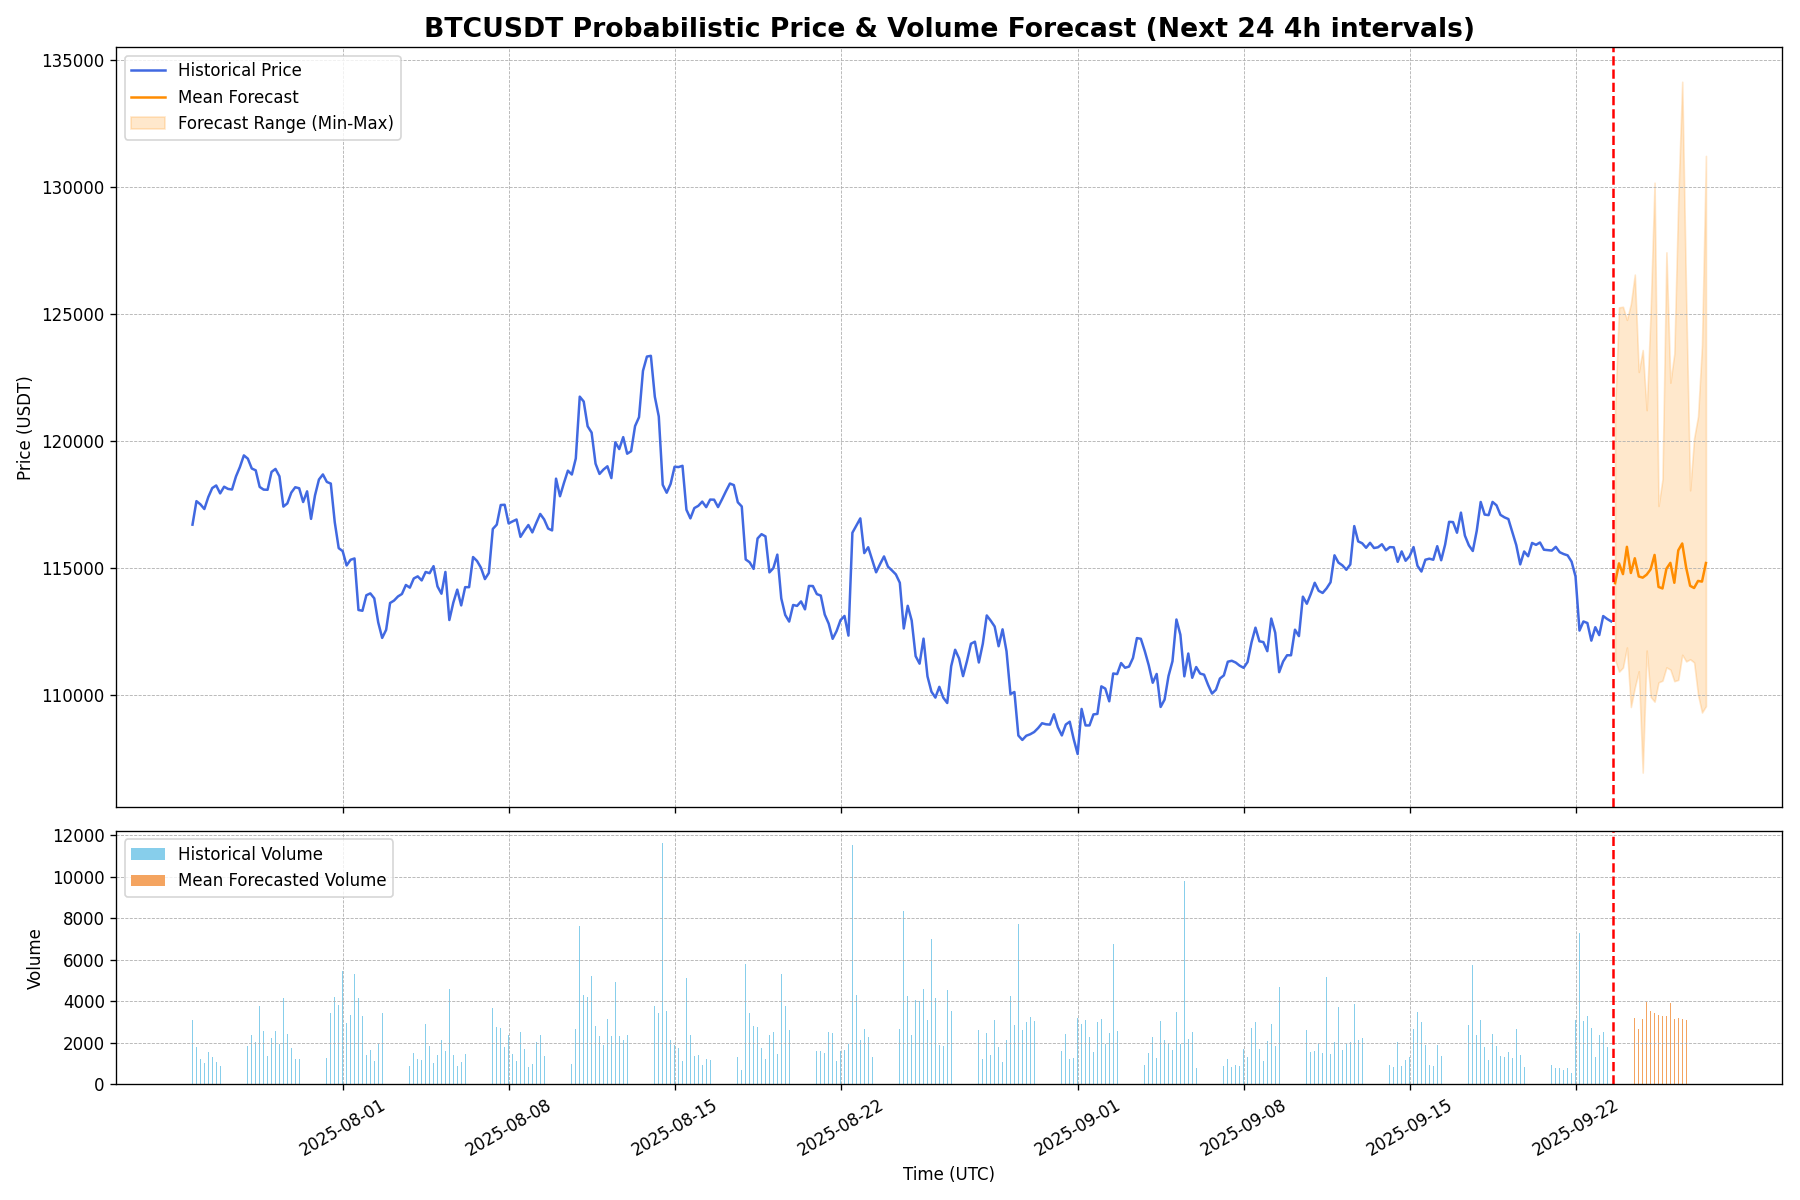 BTCUSDT Probabilistic Price & Volume Forecast (Next 24 4h intervals)
Historical Price
Mean Forecast
Forecast Range (Min-Max)
Price (USDT)
135000
130000
125000
120000
115000
110000
Historical Volume
Mean Forecasted Volume
Volume
12000
10000
8000
6000
4000
2000
0
2025-08-01
2025-08-08
2025-08-15
2025-08-22
2025-09-01
2025-09-08
2025-09-15
2025-09-22
Time (UTC)